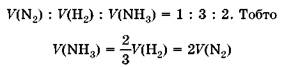 V(N₂) : V(H₂) : V(NH₃) = 1 : 3 : 2. Тобто
V(NH₃) = 2/3 V(H₂) = 2V(N₂)